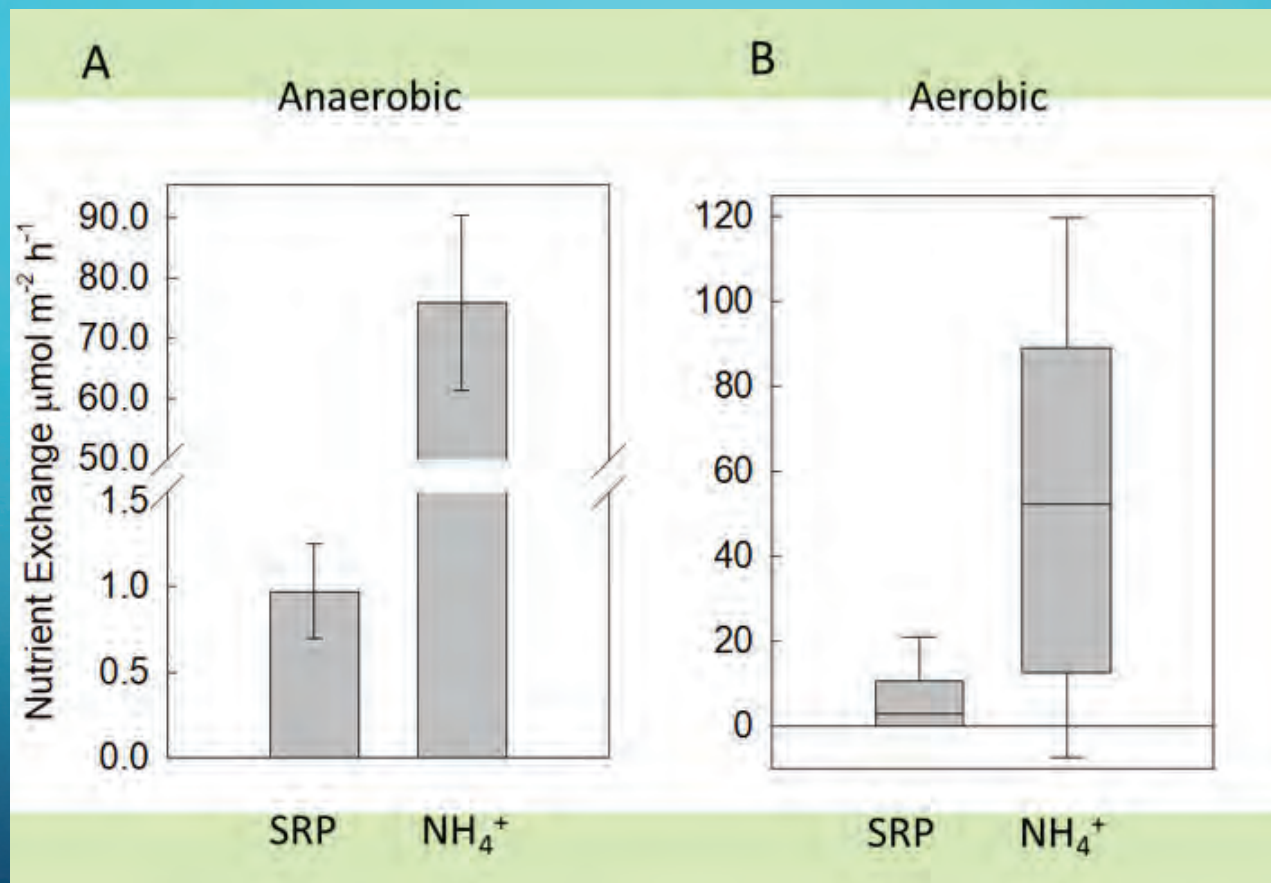 A
Anaerobic
Nutrient Exchange μmol m⁻² h⁻¹
90.0
80.0
70.0
60.0
50.0
1.5
1.0
0.5
0.0
SRP NH₄⁺
B
Aerobic
120
100
80
60
40
20
0
SRP NH₄⁺